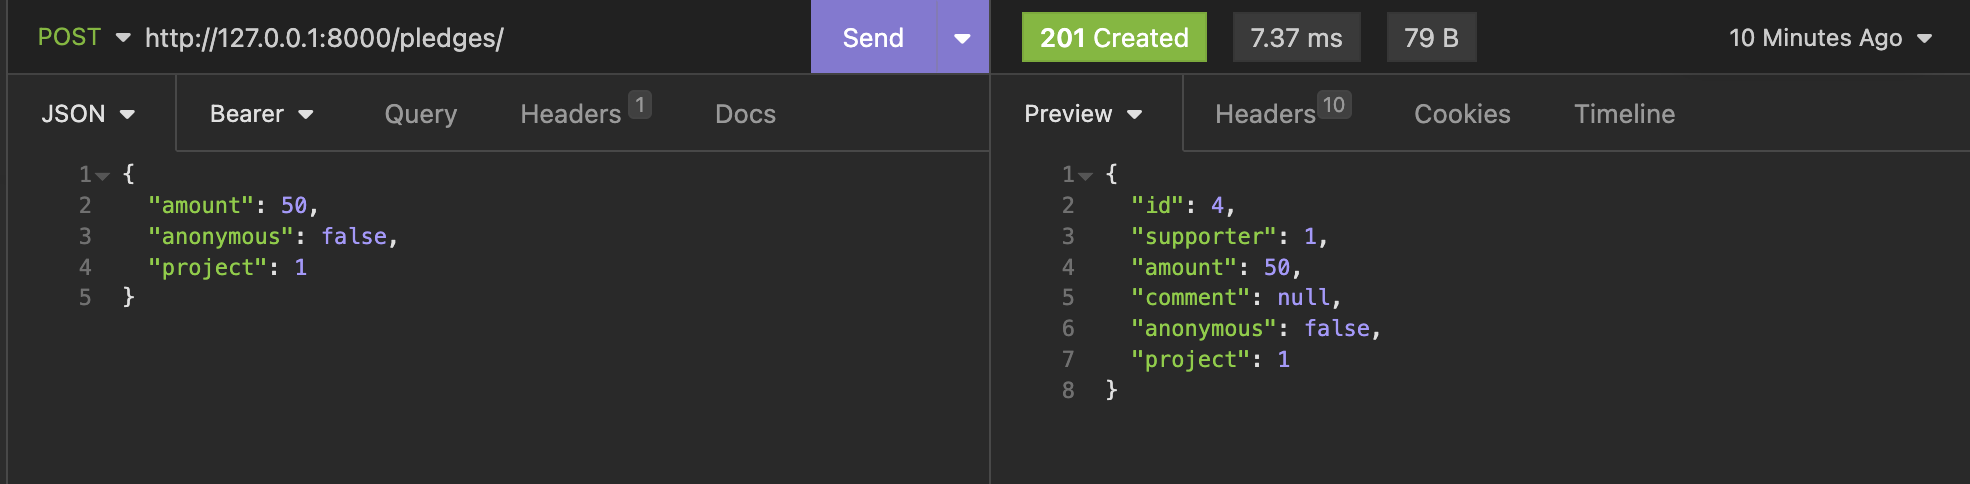 POST http://127.0.0.1:8000/pledges/ Send
201 Created 7.37 ms 79 B 10 Minutes Ago
JSON Bearer Query Headers 1 Docs
Preview Headers 10 Cookies Timeline
1 {
2 "amount": 50,
3 "anonymous": false,
4 "project": 1
5 }
1 {
2 "id": 4,
3 "supporter": 1,
4 "amount": 50,
5 "comment": null,
6 "anonymous": false,
7 "project": 1
8 }